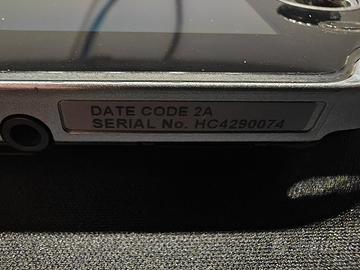 DATE CODE 2A
SERIAL No. HC4290074